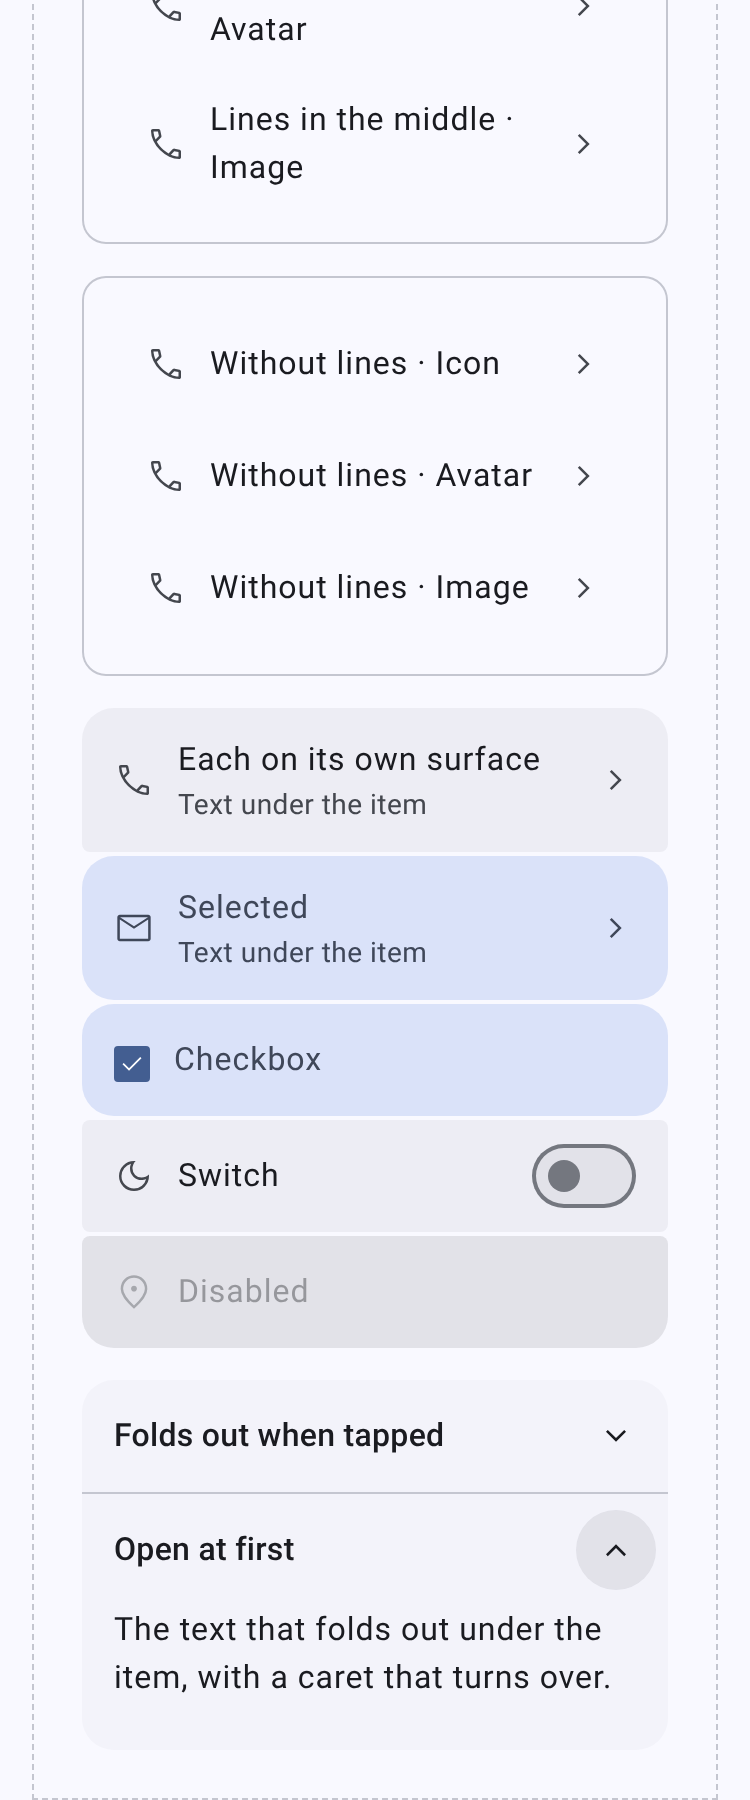 Avatar
Lines in the middle ·
Image
Without lines · Icon
Without lines · Avatar
Without lines · Image
Each on its own surface
Text under the item
Selected
Text under the item
Checkbox
Switch
Disabled
Folds out when tapped
Open at first
The text that folds out under the
item, with a caret that turns over.